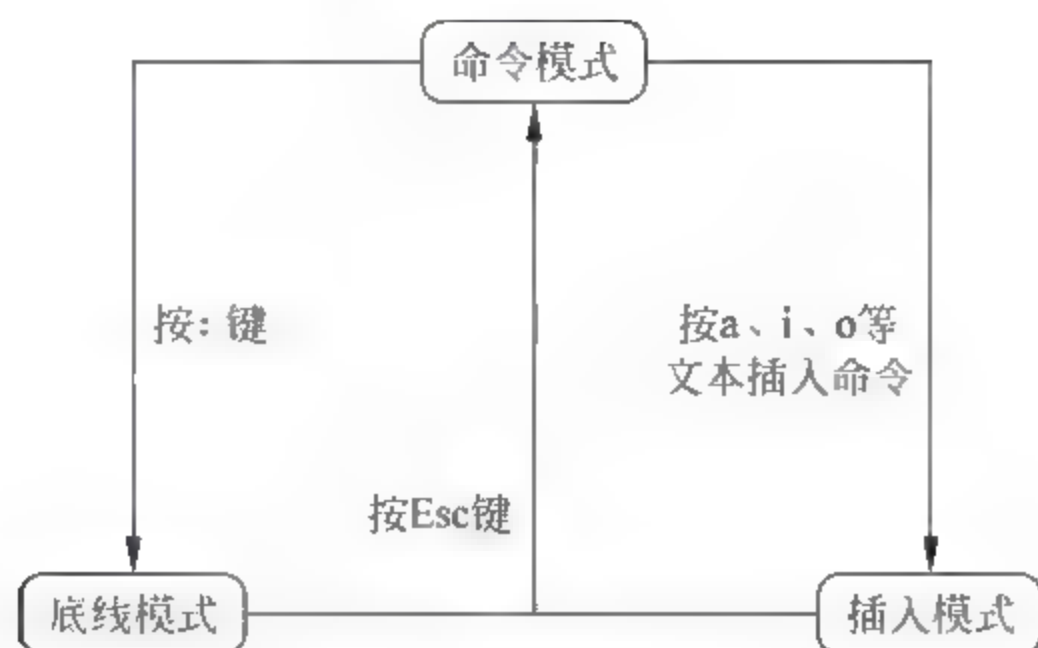 命令模式
按：键
按a、i、o等
文本插入命令
按Esc键
底线模式
插入模式